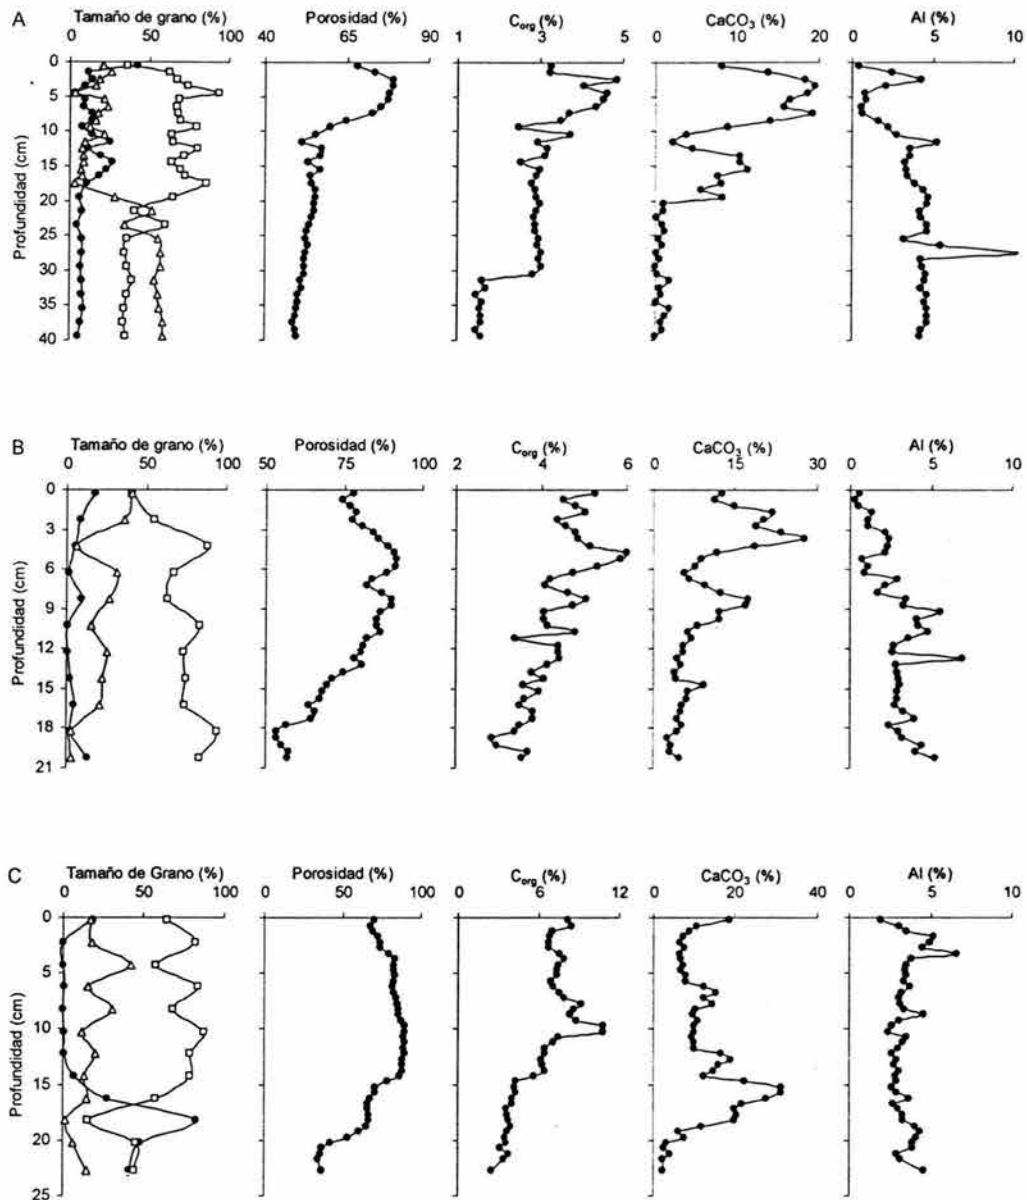 A
Tamaño de grano (%)
Porosidad (%)
C org (%)
CaCO3 (%)
Al (%)
0 50 100
40 65 90
1 3 5
0 10 20
0 5 10
Profundidad (cm)
0
5
10
15
20
25
30
35
40
B
Tamaño de grano (%)
Porosidad (%)
C org (%)
CaCO3 (%)
Al (%)
0 50 100
50 75 100
2 4 6
0 15 30
0 5 10
Profundidad (cm)
0
3
6
9
12
15
18
21
C
Tamaño de Grano (%)
Porosidad (%)
C org (%)
CaCO3 (%)
Al (%)
0 50 100
0 50 100
0 6 12
0 20 40
0 5 10
Profundidad (cm)
0
5
10
15
20
25